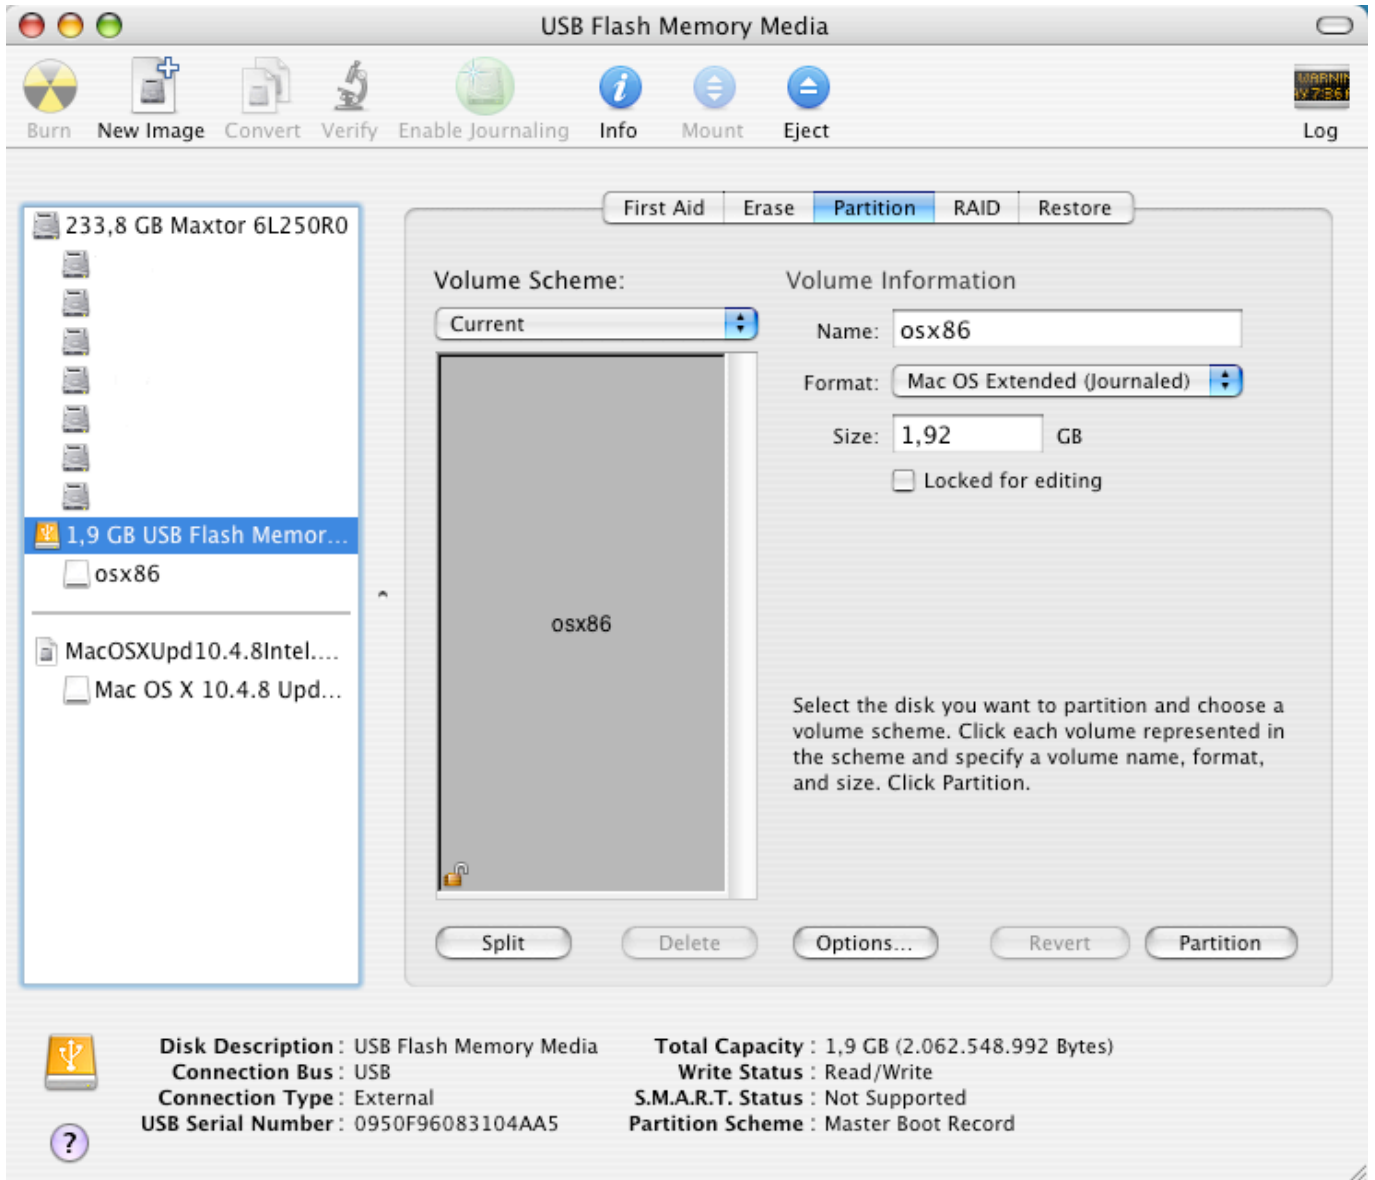 USB Flash Memory Media
Burn New Image Convert Verify Enable Journaling Info Mount Eject Log
First Aid Erase Partition RAID Restore
233,8 GB Maxtor 6L250R0
1,9 GB USB Flash Memor...
osx86
MacOSXUpd10.4.8Intel....
Mac OS X 10.4.8 Upd...
Volume Scheme:
Current
osx86
Volume Information
Name: osx86
Format: Mac OS Extended (Journaled)
Size: 1,92 GB
Locked for editing
Select the disk you want to partition and choose a
volume scheme. Click each volume represented in
the scheme and specify a volume name, format,
and size. Click Partition.
Split Delete Options... Revert Partition
Disk Description : USB Flash Memory Media
Connection Bus : USB
Connection Type : External
USB Serial Number : 0950F96083104AA5
Total Capacity : 1,9 GB (2.062.548.992 Bytes)
Write Status : Read/Write
S.M.A.R.T. Status : Not Supported
Partition Scheme : Master Boot Record
?